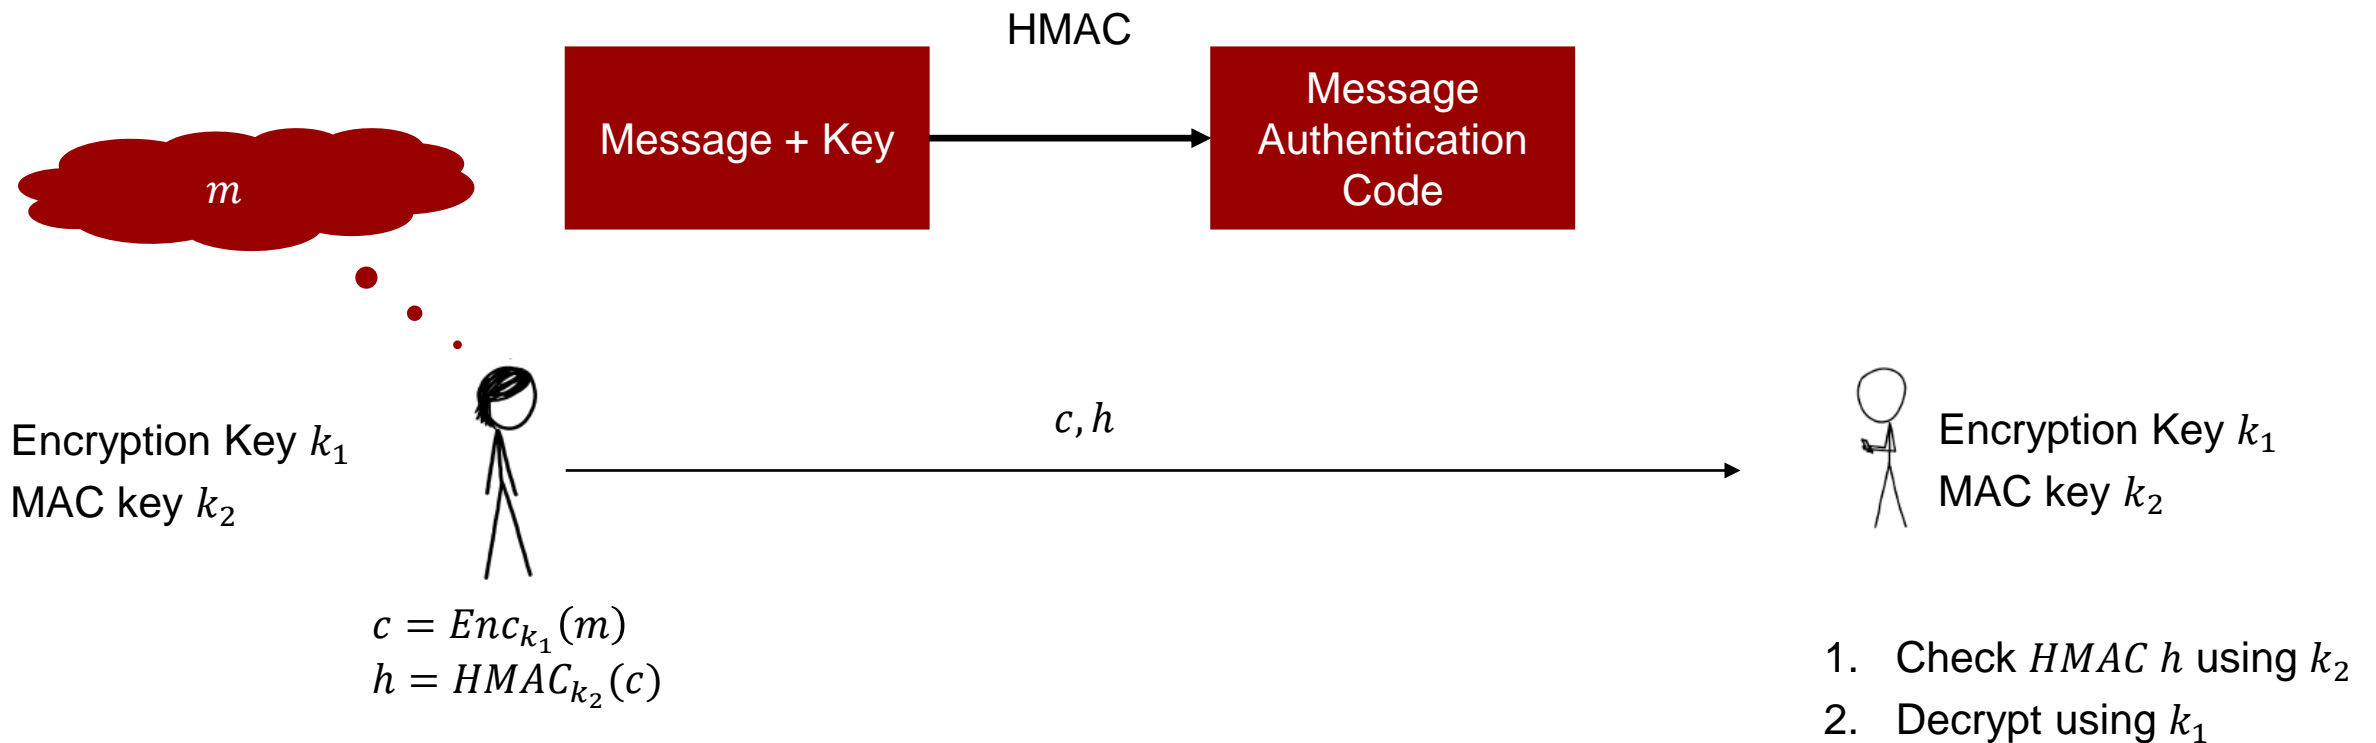 HMAC
Message + Key
Message
Authentication
Code
m
c, h
Encryption Key k₁
MAC key k₂
Encryption Key k₁
MAC key k₂
c = Enc_{k₁}(m)
h = HMAC_{k₂}(c)
1. Check HMAC h using k₂
2. Decrypt using k₁